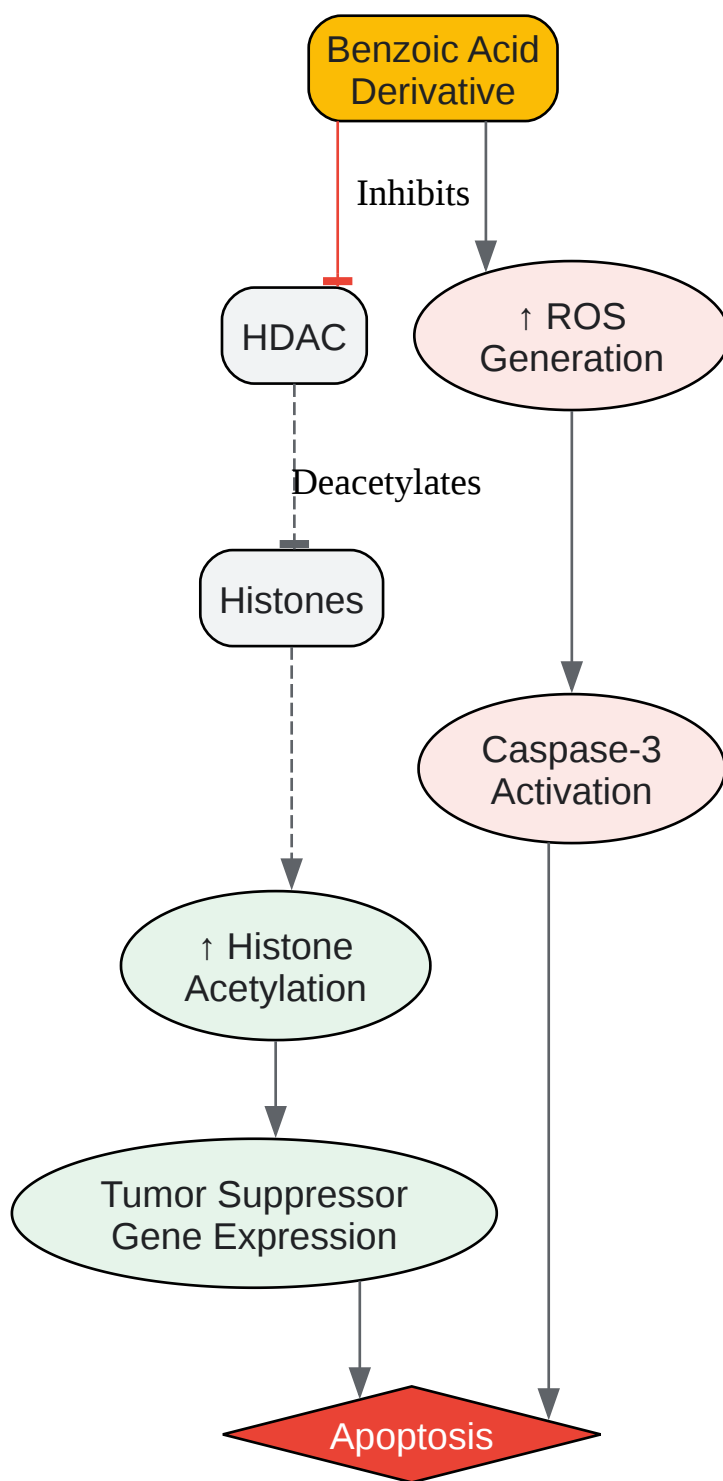 Benzoic Acid
Derivative
Inhibits
HDAC
↑ ROS
Generation
Deacetylates
Histones
Caspase-3
Activation
↑ Histone
Acetylation
Tumor Suppressor
Gene Expression
Apoptosis